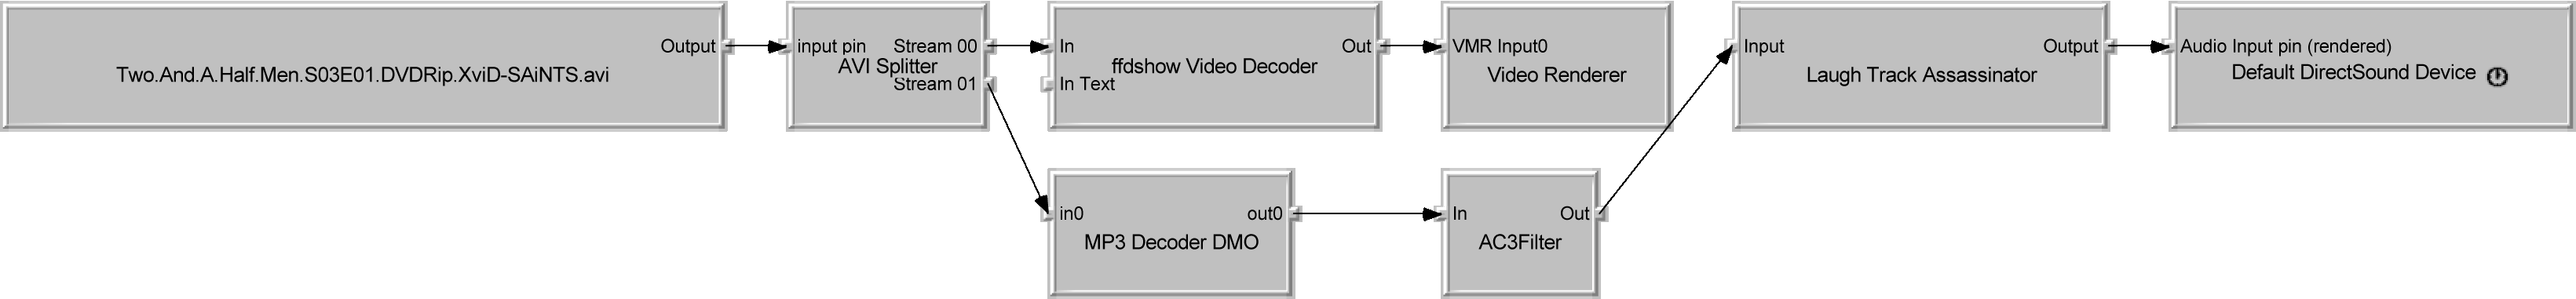 Output
Two.And.A.Half.Men.S03E01.DVDRip.XviD-SAiNTS.avi
input pin
Stream 00
AVI Splitter
Stream 01
In
Out
ffdshow Video Decoder
In Text
VMR Input0
Video Renderer
Input
Output
Laugh Track Assassinator
Audio Input pin (rendered)
Default DirectSound Device
in0
out0
MP3 Decoder DMO
In
Out
AC3Filter